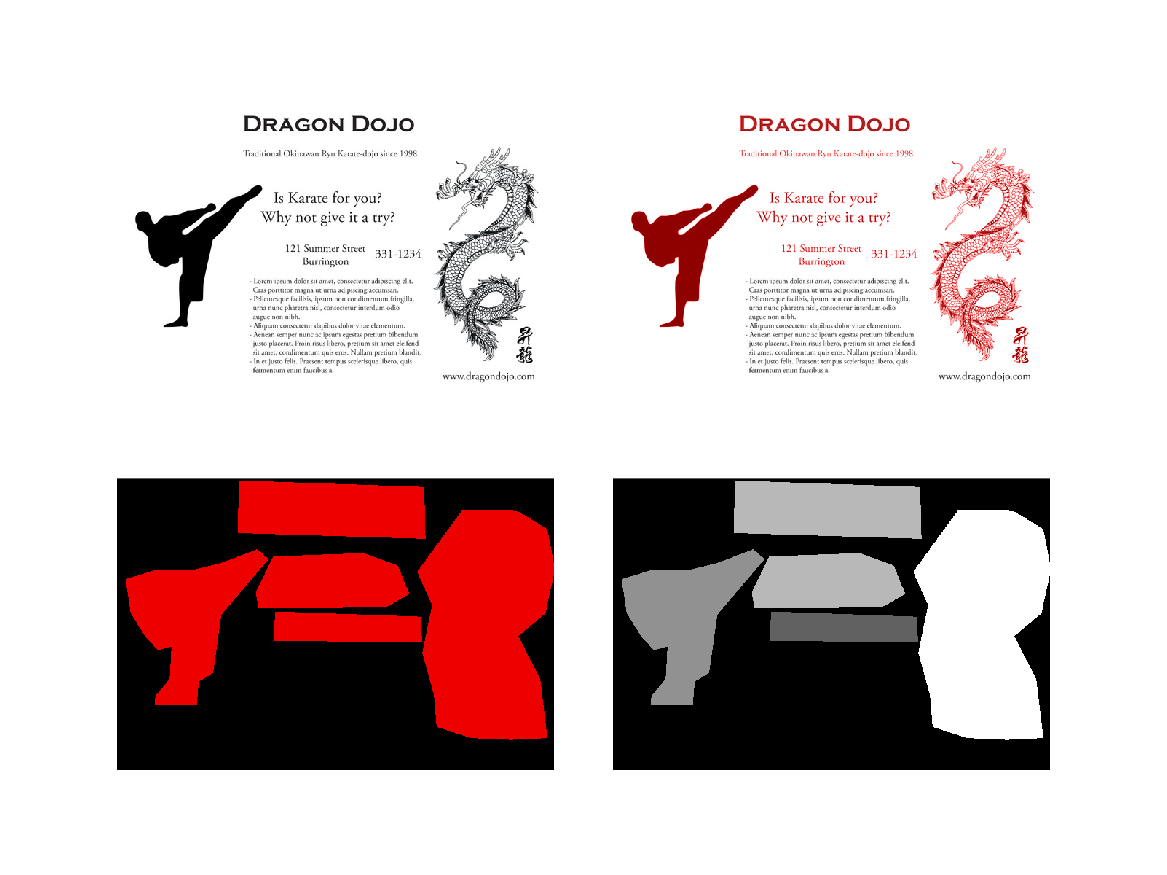 DRAGON DOJO
Traditional Okinawan Ryu Karate-dojo since 1998
Is Karate for you?
Why not give it a try?
121 Summer Street
Burrington
331-1234
- Lorem ipsum dolor sit amet, consectetur adipiscing elit.
Cras porttitor magna ut urna adipiscing accumsan.
- Pellentesque facilisis, ipsum non condimentum fringilla,
urna nunc pharetra nisl, consectetur interdum odio
augue non nibh.
- Aliquam consectetur dapibus dolor vitae elementum.
- Aenean semper nunc ac ipsum egestas pretium bibendum
justo placerat. Proin risus libero, pretium sit amet eleifend
sit amet, condimentum quis eros. Nullam pretium blandit.
- In et justo felis. Praesent tempus scelerisque libero, quis
fermentum enim faucibus a.
昇
龍
www.dragondojo.com
DRAGON DOJO
Traditional Okinawan Ryu Karate-dojo since 1998
Is Karate for you?
Why not give it a try?
121 Summer Street
Burrington
331-1234
- Lorem ipsum dolor sit amet, consectetur adipiscing elit.
Cras porttitor magna ut urna adipiscing accumsan.
- Pellentesque facilisis, ipsum non condimentum fringilla,
urna nunc pharetra nisl, consectetur interdum odio
augue non nibh.
- Aliquam consectetur dapibus dolor vitae elementum.
- Aenean semper nunc ac ipsum egestas pretium bibendum
justo placerat. Proin risus libero, pretium sit amet eleifend
sit amet, condimentum quis eros. Nullam pretium blandit.
- In et justo felis. Praesent tempus scelerisque libero, quis
fermentum enim faucibus a.
昇
龍
www.dragondojo.com